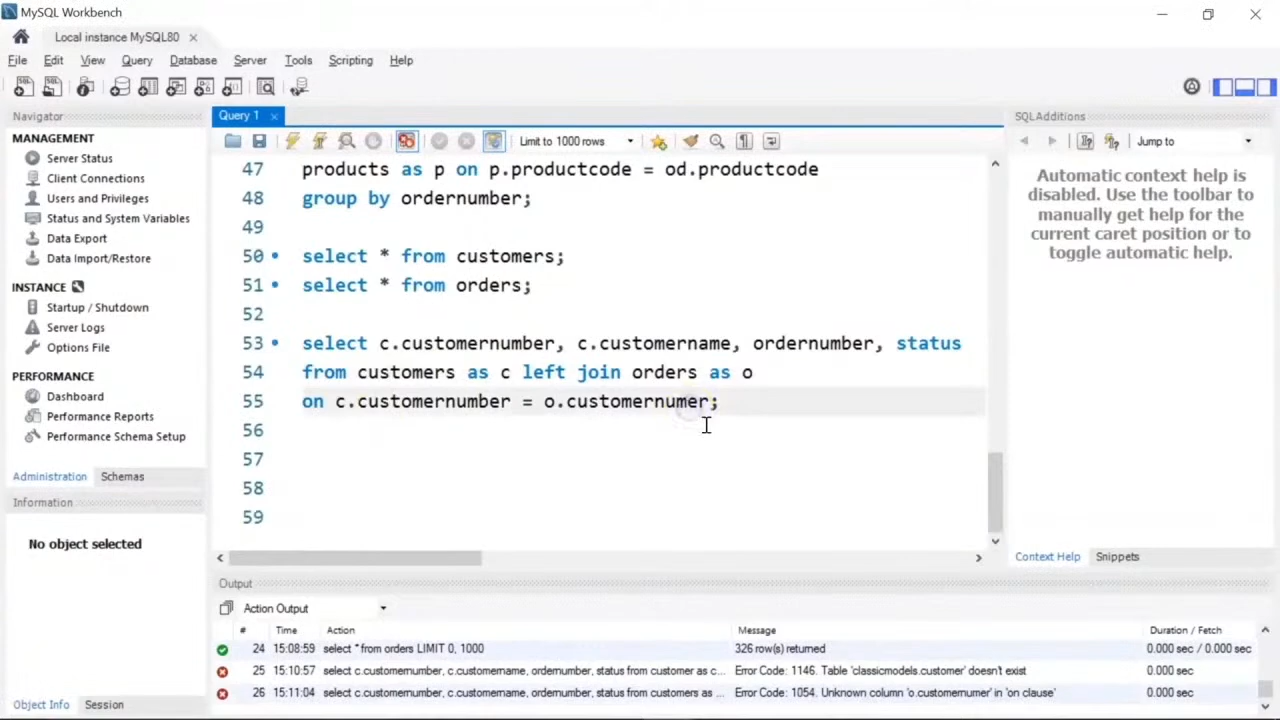 MySQL Workbench
Local instance MySQL80
File Edit View Query Database Server Tools Scripting Help
Navigator
MANAGEMENT
Server Status
Client Connections
Users and Privileges
Status and System Variables
Data Export
Data Import/Restore
INSTANCE
Startup / Shutdown
Server Logs
Options File
PERFORMANCE
Dashboard
Performance Reports
Performance Schema Setup
Administration Schemas
Information
No object selected
Object Info Session
Query 1
Limit to 1000 rows
47 products as p on p.productcode = od.productcode
48 group by ordernumber;
49
50 select * from customers;
51 select * from orders;
52
53 select c.customernumber, c.customername, ordernumber, status
54 from customers as c left join orders as o
55 on c.customernumber = o.customernumer;
56
57
58
59
SQLAdditions
Jump to
Automatic context help is
disabled. Use the toolbar to
manually get help for the
current caret position or to
toggle automatic help.
Context Help Snippets
Output
Action Output
# Time Action Message Duration / Fetch
24 15:08:59 select * from orders LIMIT 0, 1000 326 row(s) returned 0.000 sec / 0.000 sec
25 15:10:57 select c.customernumber, c.customername, ordernumber, status from customer as c... Error Code: 1146. Table 'classicmodels.customer' doesn't exist 0.000 sec
26 15:11:04 select c.customernumber, c.customername, ordernumber, status from customers as ... Error Code: 1054. Unknown column 'o.customernumer' in 'on clause' 0.000 sec